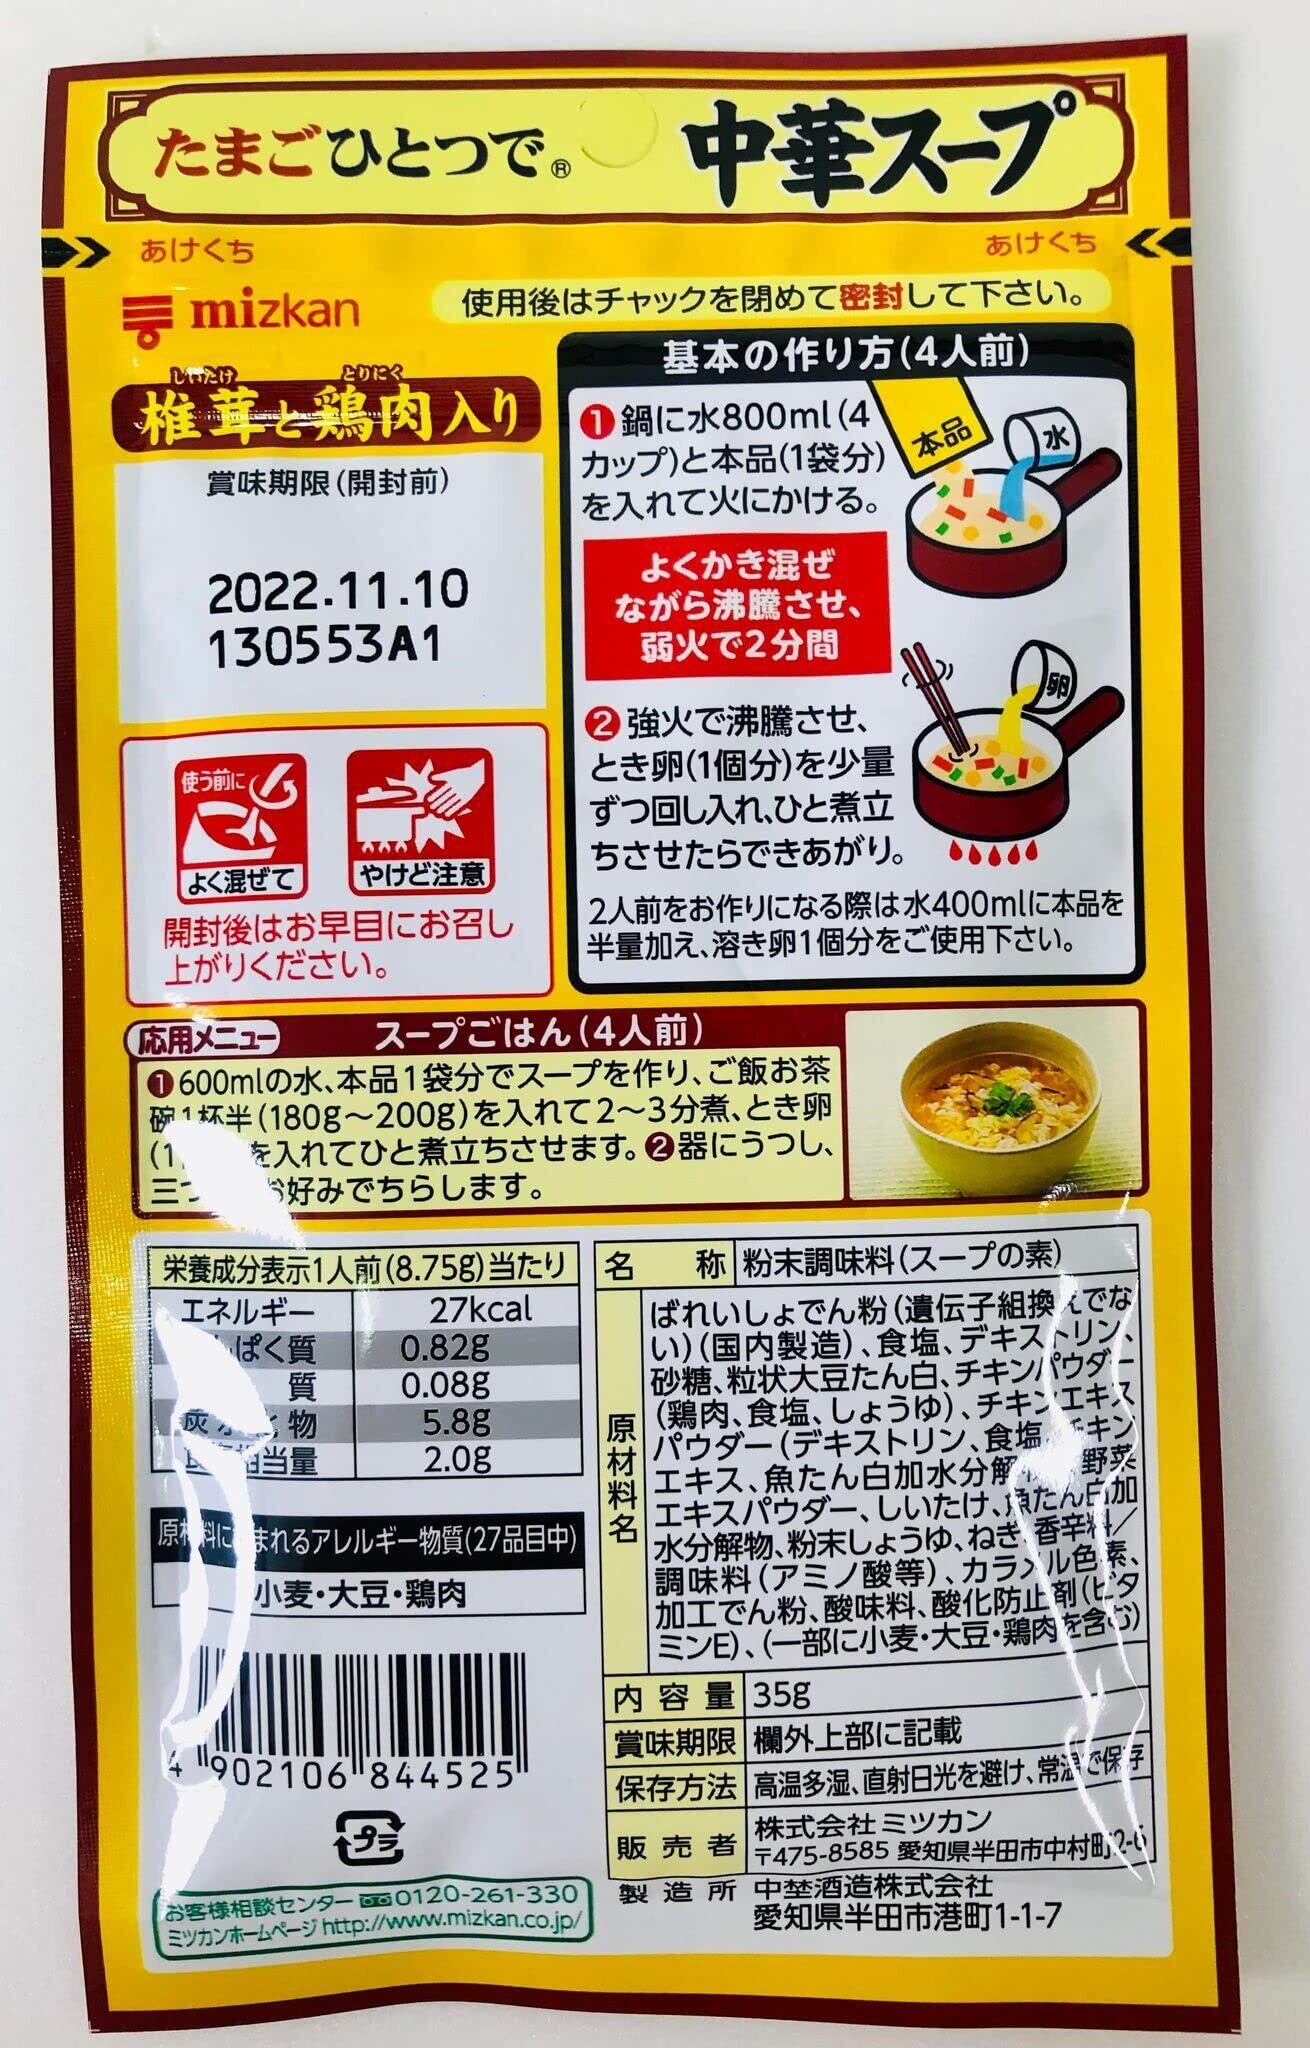 たまごひとつで® 中華スープ
あけくち
あけくち
mizkan
使用後はチャックを閉めて密封して下さい。
しいたけ とりにく
椎茸と鶏肉入り
賞味期限(開封前)
2022.11.10
130553A1
使う前に
よく混ぜて
やけど注意
開封後はお早目にお召し
上がりください。
基本の作り方(4人前)
❶鍋に水800ml(4
カップ)と本品(1袋分)
を入れて火にかける。
本品
水
よくかき混ぜ
ながら沸騰させ、
弱火で2分間
❷強火で沸騰させ、
とき卵(1個分)を少量
ずつ回し入れ、ひと煮立
ちさせたらできあがり。
卵
2人前をお作りになる際は水400mlに本品を
半量加え、溶き卵1個分をご使用下さい。
応用メニュー スープごはん(4人前)
❶600mlの水、本品1袋分でスープを作り、ご飯お茶
碗1杯半(180g〜200g)を入れて2〜3分煮、とき卵
(1 を入れてひと煮立ちさせます。❷器にうつし、
三つ お好みでちらします。
栄養成分表示1人前(8.75g)当たり
エネルギー 27kcal
ぱく質 0.82g
質 0.08g
炭水化物 5.8g
相当量 2.0g
原材料に含まれるアレルギー物質(27品目中)
小麦・大豆・鶏肉
4 902106 844525
プラ
お客様相談センター 0120-261-330
ミツカンホームページ http://www.mizkan.co.jp/
名称 粉末調味料(スープの素)
原材料名
ばれいしょでん粉(遺伝子組換えでな
い)(国内製造)、食塩、デキストリン、
砂糖、粒状大豆たん白、チキンパウダー
(鶏肉、食塩、しょうゆ)、チキンエキス
パウダー(デキストリン、食塩、チキン
エキス、魚たん白加水分解 野菜
エキスパウダー、しいたけ、魚たん白加
水分解物、粉末しょうゆ、ねぎ、香辛料/
調味料(アミノ酸等)、カラメル色素、
加工でん粉、酸味料、酸化防止剤(ビタ
ミンE)、(一部に小麦・大豆・鶏肉を含む)
内容量 35g
賞味期限 欄外上部に記載
保存方法 高温多湿、直射日光を避け、常温で保存
販売者 株式会社 ミツカン
〒475-8585 愛知県半田市中村町2-6
製造所 中埜酒造株式会社
愛知県半田市港町1-1-7